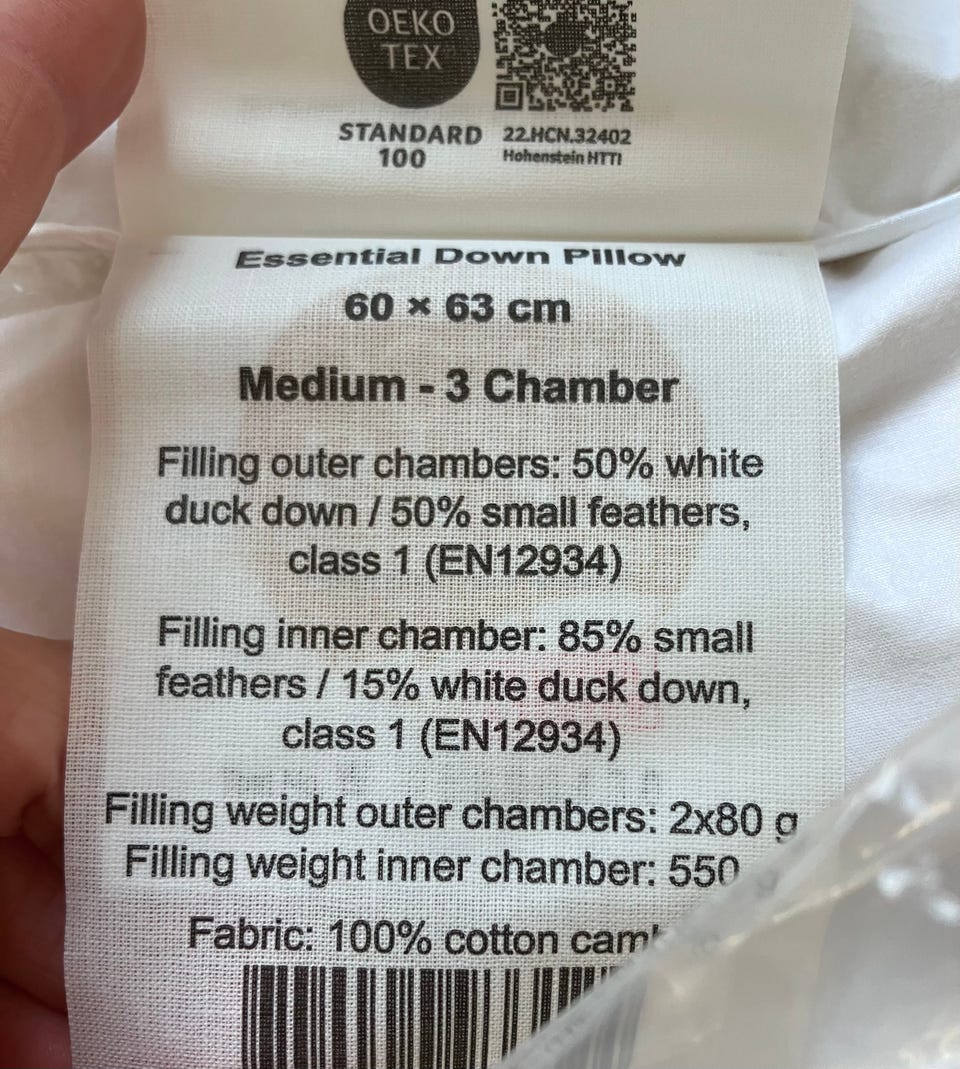 OEKO
TEX
STANDARD
100
22.HCN.32402
Hohenstein HTTI
Essential Down Pillow
60 × 63 cm
Medium - 3 Chamber
Filling outer chambers: 50% white
duck down / 50% small feathers,
class 1 (EN12934)
Filling inner chamber: 85% small
feathers / 15% white duck down,
class 1 (EN12934)
Filling weight outer chambers: 2x80 g
Filling weight inner chamber: 550 g
Fabric: 100% cotton